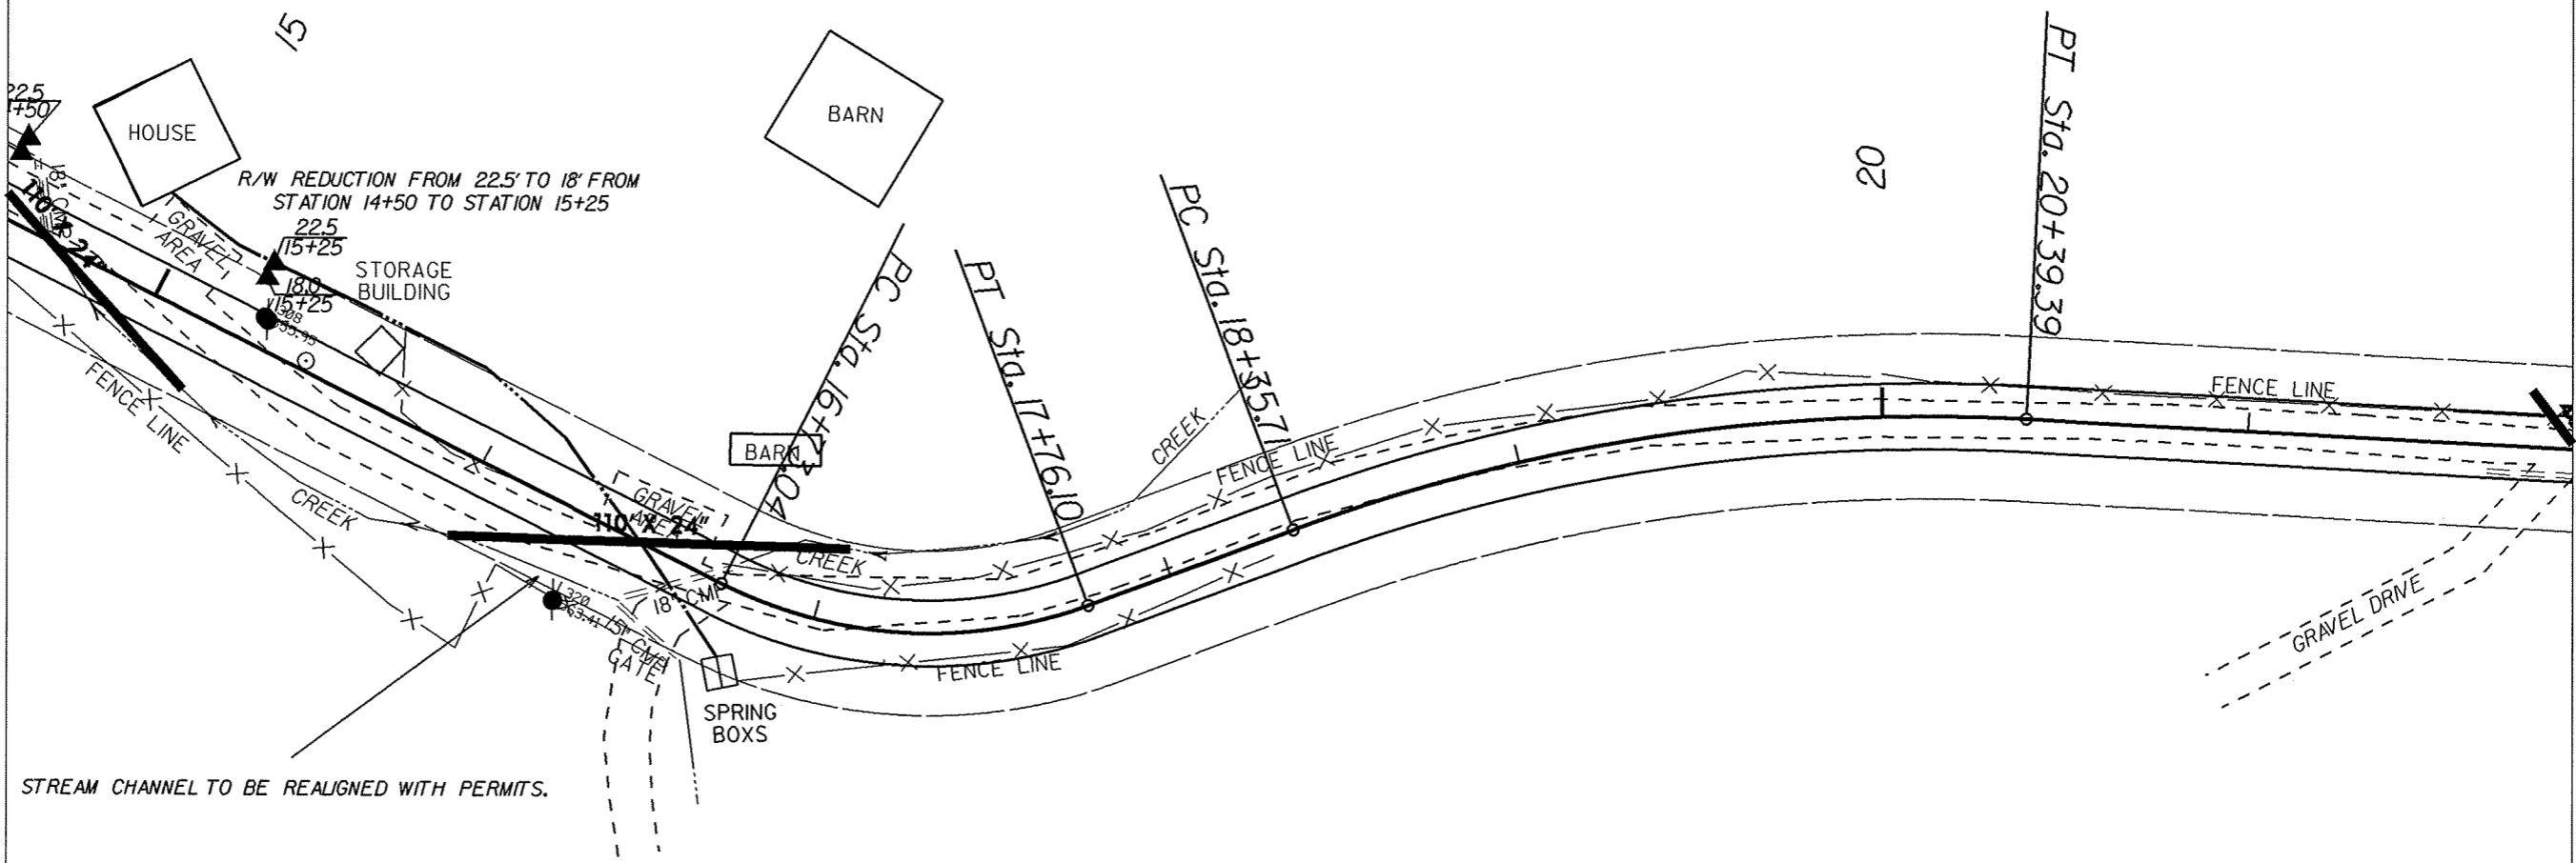 15
22.5
+50
HOUSE
BARN
R/W REDUCTION FROM 22.5' TO 18' FROM
STATION 14+50 TO STATION 15+25
22.5
15+25
18.0
15+25
GRAVEL
AREA
STORAGE
BUILDING
110' X 24"
18" CMP
308
FENCE LINE
CREEK
BARN
PC Sta. 16+73.04
PT Sta. 17+76.10
PC Sta. 18+35.71
20
PT Sta. 20+39.39
CREEK
FENCE LINE
FENCE LINE
GRAVEL
AREA
110' X 24"
CREEK
18" CMP
320
15" CMP
GATE
FENCE LINE
SPRING
BOXS
GRAVEL DRIVE
STREAM CHANNEL TO BE REALIGNED WITH PERMITS.